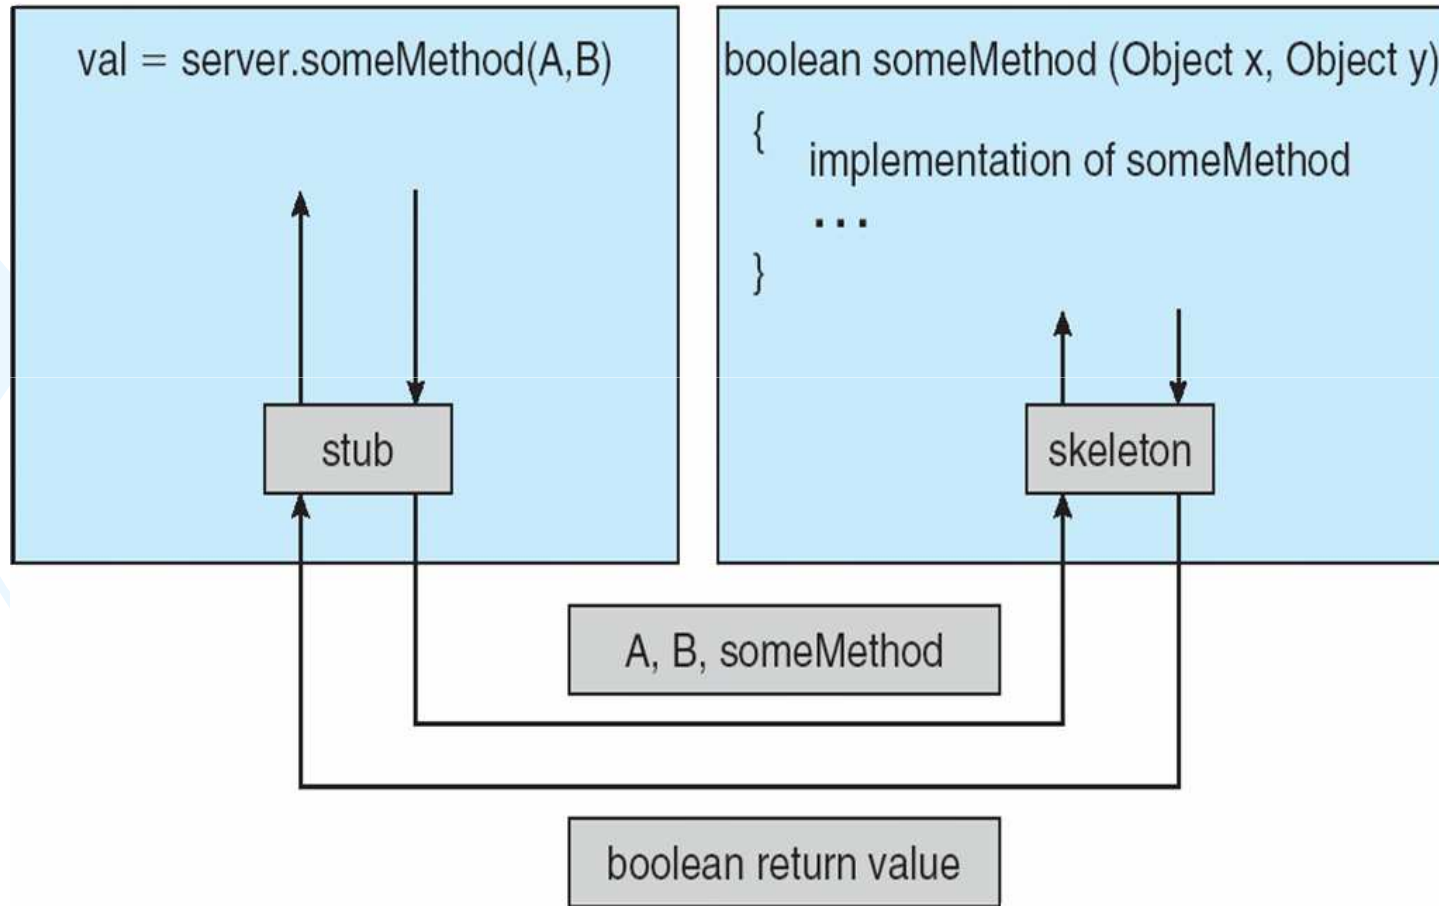 val = server.someMethod(A,B)
boolean someMethod (Object x, Object y)
{
implementation of someMethod
...
}
stub
skeleton
A, B, someMethod
boolean return value